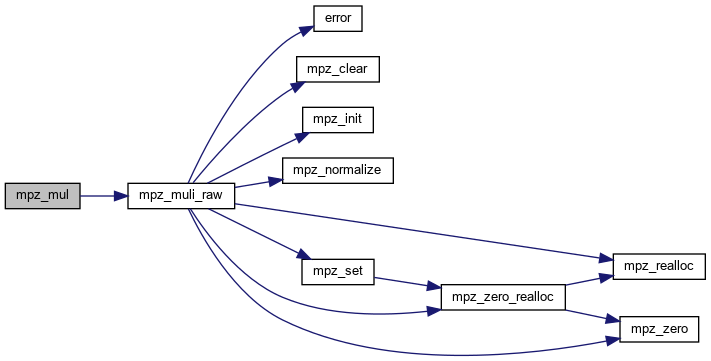 error
mpz_clear
mpz_init
mpz_normalize
mpz_mul
mpz_muli_raw
mpz_realloc
mpz_set
mpz_zero_realloc
mpz_zero